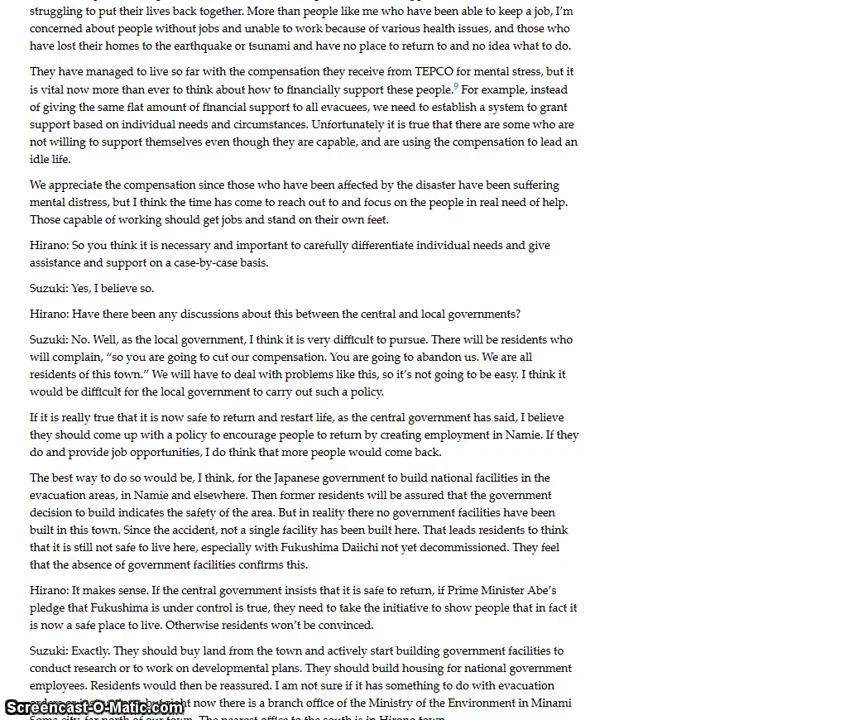 struggling to put their lives back together. More than people like me who have been able to keep a job, I’m
concerned about people without jobs and unable to work because of various health issues, and those who
have lost their homes to the earthquake or tsunami and have no place to return to and no idea what to do.
They have managed to live so far with the compensation they receive from TEPCO for mental stress, but it
is vital now more than ever to think about how to financially support these people.9 For example, instead
of giving the same flat amount of financial support to all evacuees, we need to establish a system to grant
support based on individual needs and circumstances. Unfortunately it is true that there are some who are
not willing to support themselves even though they are capable, and are using the compensation to lead an
idle life.
We appreciate the compensation since those who have been affected by the disaster have been suffering
mental distress, but I think the time has come to reach out to and focus on the people in real need of help.
Those capable of working should get jobs and stand on their own feet.
Hirano: So you think it is necessary and important to carefully differentiate individual needs and give
assistance and support on a case-by-case basis.
Suzuki: Yes, I believe so.
Hirano: Have there been any discussions about this between the central and local governments?
Suzuki: No. Well, as the local government, I think it is very difficult to pursue. There will be residents who
will complain, “so you are going to cut our compensation. You are going to abandon us. We are all
residents of this town.” We will have to deal with problems like this, so it’s not going to be easy. I think it
would be difficult for the local government to carry out such a policy.
If it is really true that it is now safe to return and restart life, as the central government has said, I believe
they should come up with a policy to encourage people to return by creating employment in Namie. If they
do and provide job opportunities, I do think that more people would come back.
The best way to do so would be, I think, for the Japanese government to build national facilities in the
evacuation areas, in Namie and elsewhere. Then former residents will be assured that the government
decision to build indicates the safety of the area. But in reality there no government facilities have been
built in this town. Since the accident, not a single facility has been built here. That leads residents to think
that it is still not safe to live here, especially with Fukushima Daiichi not yet decommissioned. They feel
that the absence of government facilities confirms this.
Hirano: It makes sense. If the central government insists that it is safe to return, if Prime Minister Abe’s
pledge that Fukushima is under control is true, they need to take the initiative to show people that in fact it
is now a safe place to live. Otherwise residents won’t be convinced.
Suzuki: Exactly. They should buy land from the town and actively start building government facilities to
conduct research or to work on developmental plans. They should build housing for national government
employees. Residents would then be reassured. I am not sure if it has something to do with evacuation
right now there is a branch office of the Ministry of the Environment in Minami
Screencast-O-Matic.com